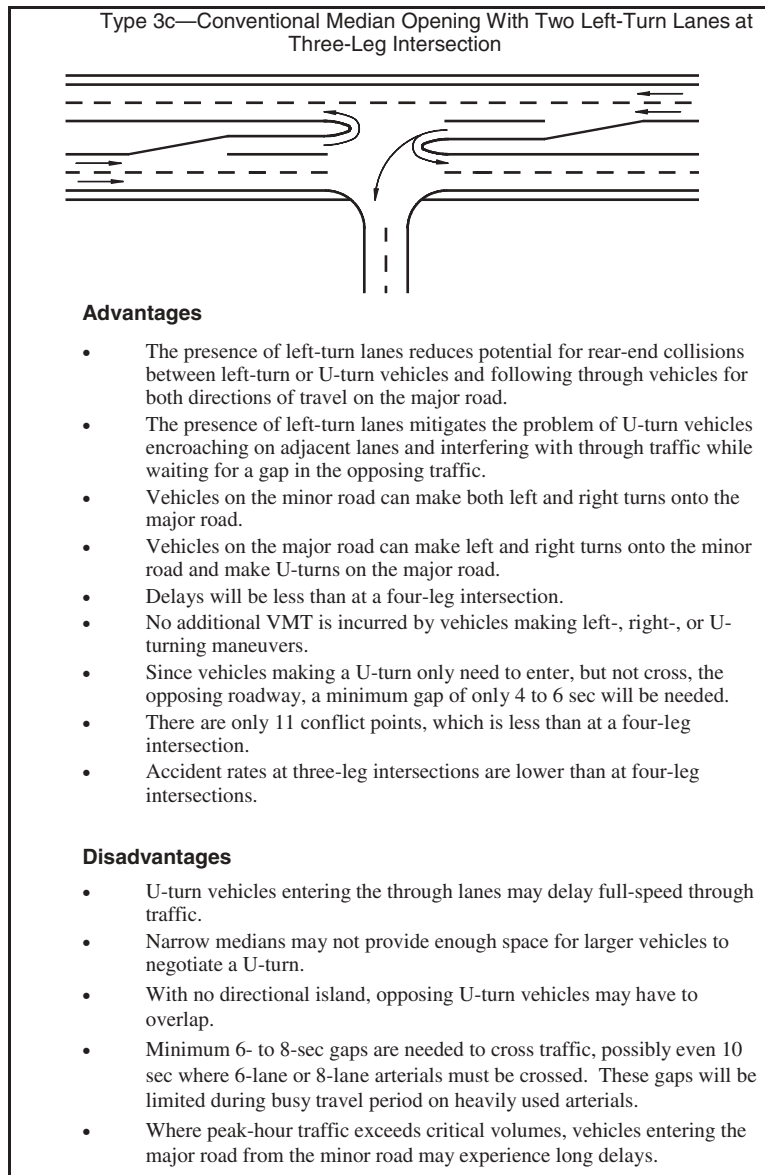 Type 3c—Conventional Median Opening With Two Left-Turn Lanes at
Three-Leg Intersection
Advantages
• The presence of left-turn lanes reduces potential for rear-end collisions
between left-turn or U-turn vehicles and following through vehicles for
both directions of travel on the major road.
• The presence of left-turn lanes mitigates the problem of U-turn vehicles
encroaching on adjacent lanes and interfering with through traffic while
waiting for a gap in the opposing traffic.
• Vehicles on the minor road can make both left and right turns onto the
major road.
• Vehicles on the major road can make left and right turns onto the minor
road and make U-turns on the major road.
• Delays will be less than at a four-leg intersection.
• No additional VMT is incurred by vehicles making left-, right-, or U-
turning maneuvers.
• Since vehicles making a U-turn only need to enter, but not cross, the
opposing roadway, a minimum gap of only 4 to 6 sec will be needed.
• There are only 11 conflict points, which is less than at a four-leg
intersection.
• Accident rates at three-leg intersections are lower than at four-leg
intersections.
Disadvantages
• U-turn vehicles entering the through lanes may delay full-speed through
traffic.
• Narrow medians may not provide enough space for larger vehicles to
negotiate a U-turn.
• With no directional island, opposing U-turn vehicles may have to
overlap.
• Minimum 6- to 8-sec gaps are needed to cross traffic, possibly even 10
sec where 6-lane or 8-lane arterials must be crossed.  These gaps will be
limited during busy travel period on heavily used arterials.
• Where peak-hour traffic exceeds critical volumes, vehicles entering the
major road from the minor road may experience long delays.